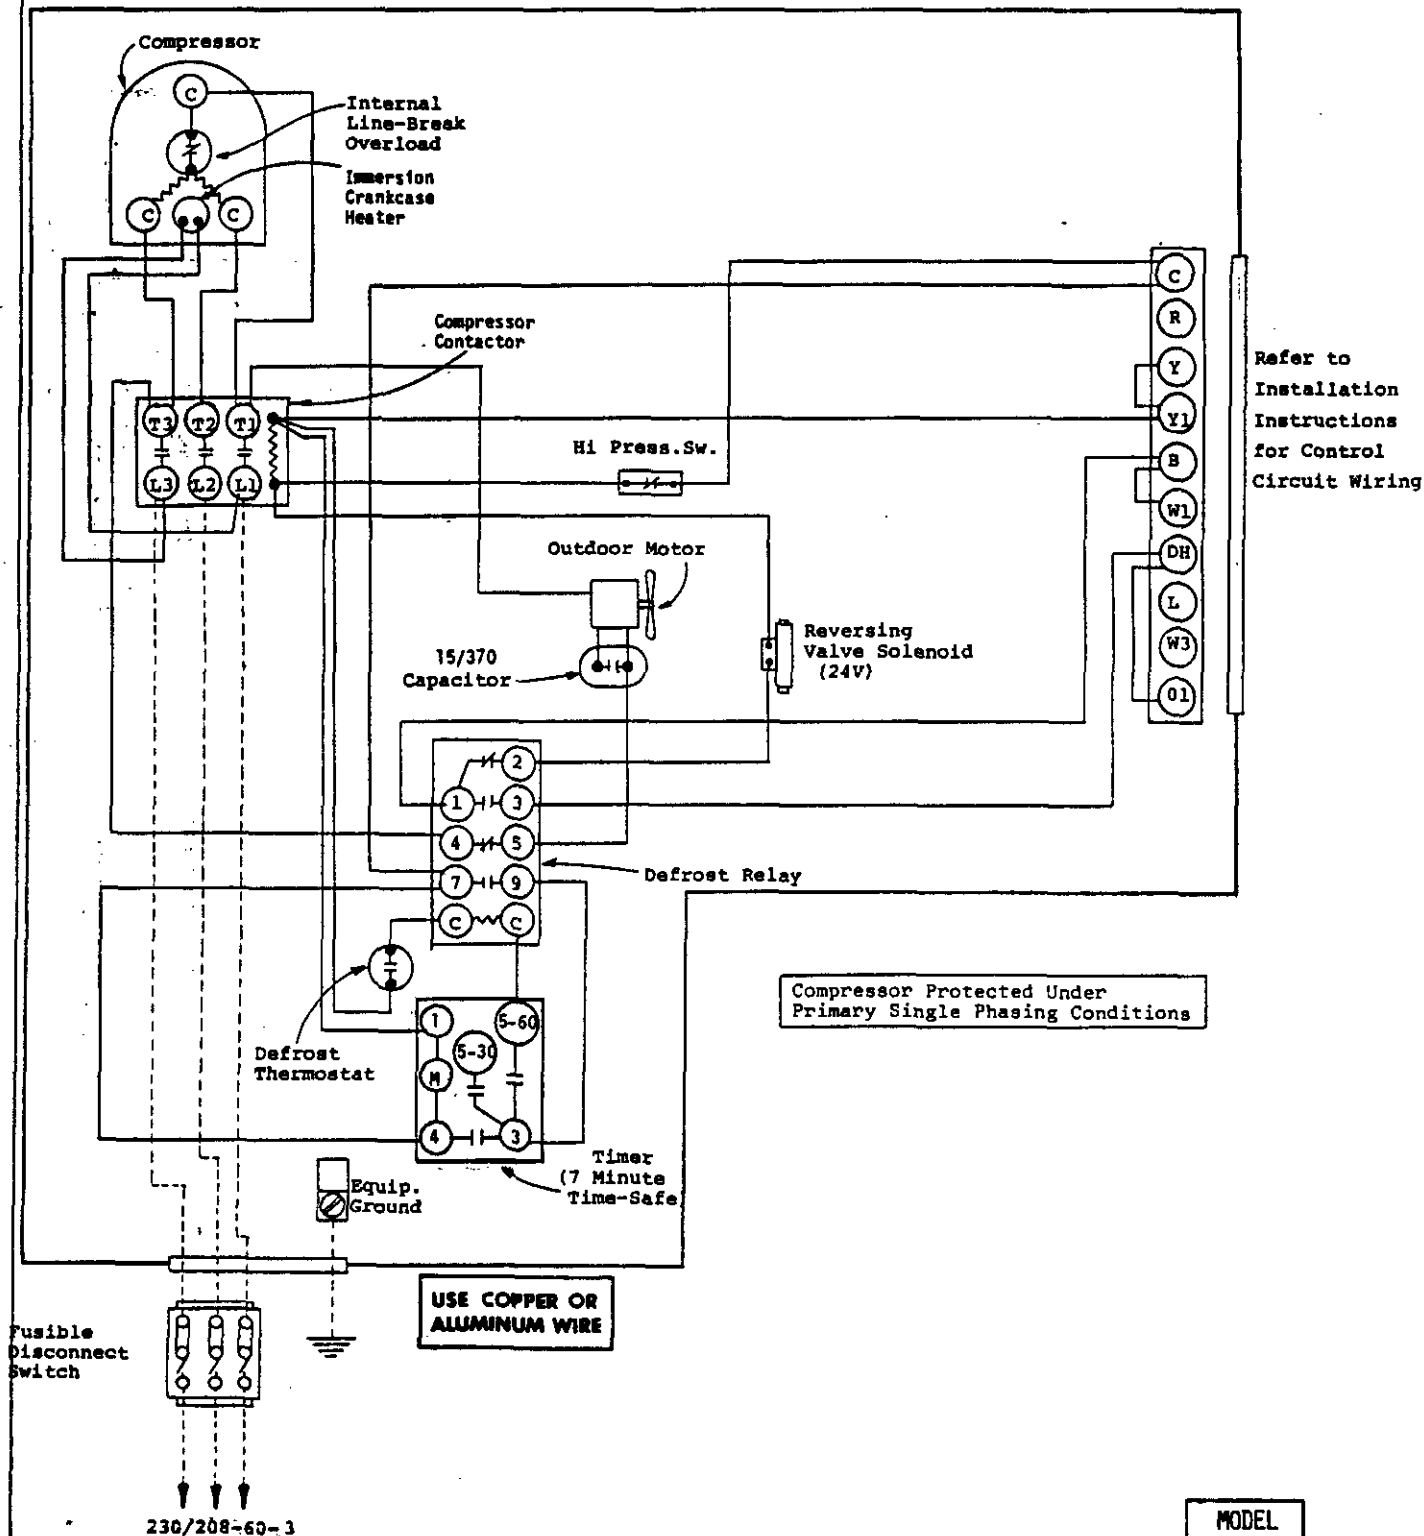 Compressor
C
Internal
Line-Break
Overload
Immersion
Crankcase
Heater
C
C
Compressor
Contactor
T3
T2
T1
L3
L2
L1
Hi Press.Sw.
C
R
Y
Y1
B
W1
DH
L
W3
O1
Refer to
Installation
Instructions
for Control
Circuit Wiring
Outdoor Motor
15/370
Capacitor
Reversing
Valve Solenoid
(24V)
2
1
3
4
5
7
9
C
C
Defrost Relay
Defrost
Thermostat
1
5-60
5-30
M
4
3
Timer
(7 Minute
Time-Safe
Compressor Protected Under
Primary Single Phasing Conditions
Equip.
Ground
USE COPPER OR
ALUMINUM WIRE
Fusible
Disconnect
Switch
230/208-60-3
MODEL